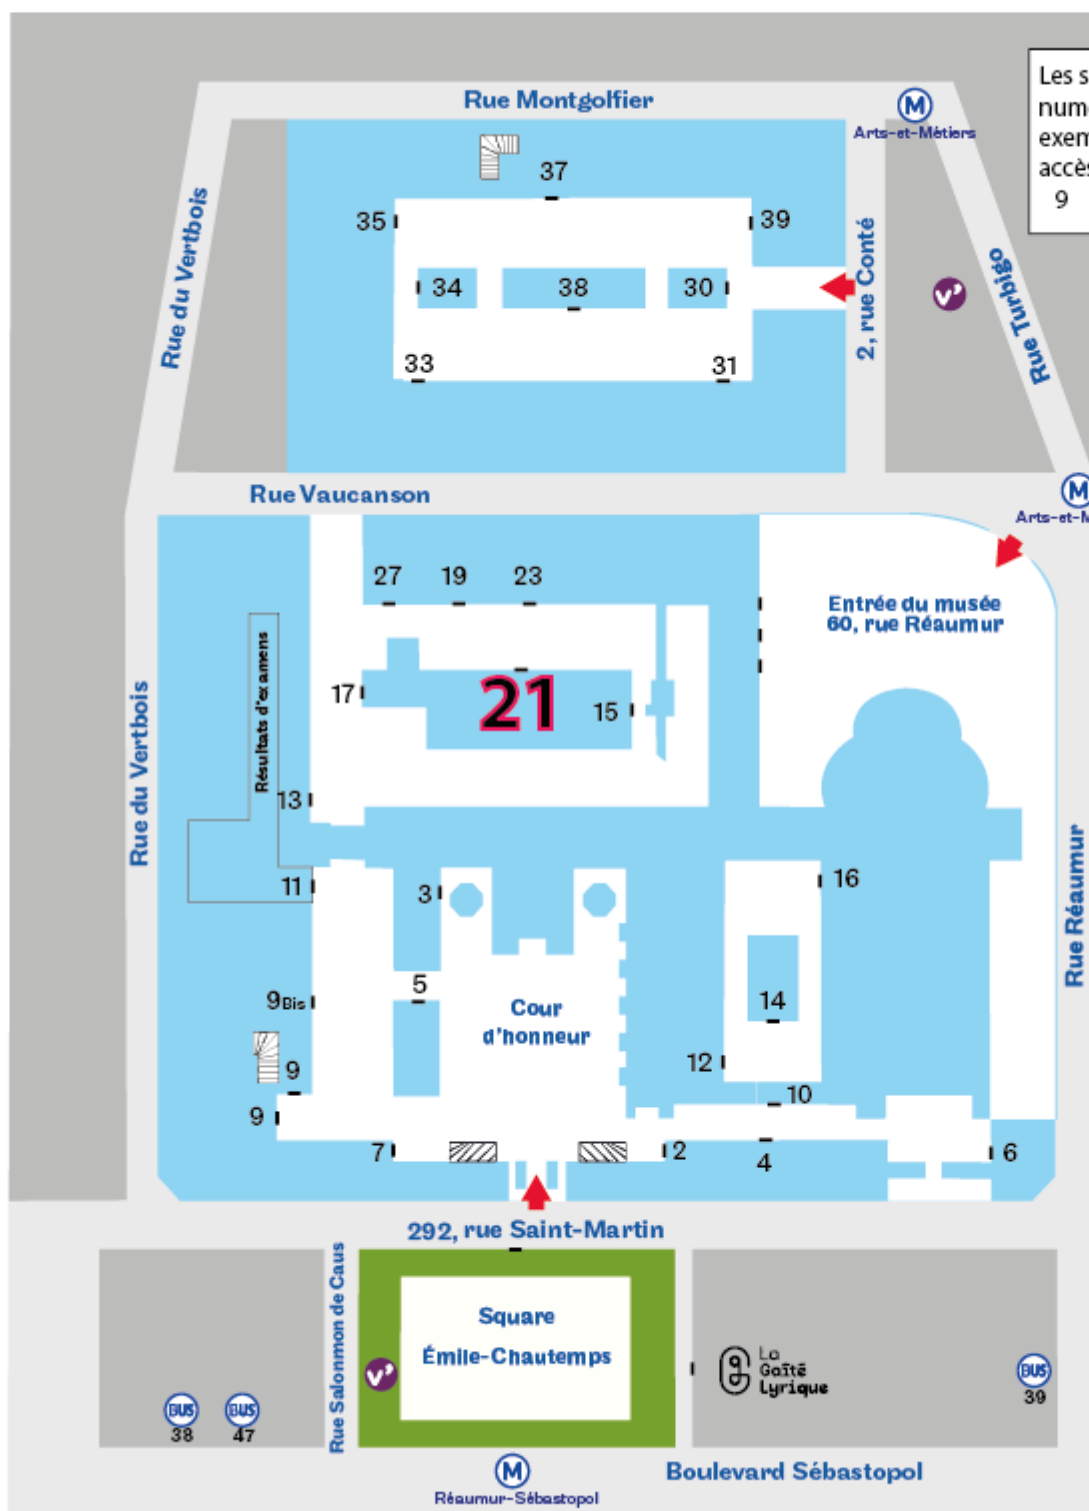 Les s
numé
exem
accès
9
Rue Montgolfier
M
Arts-et-Métiers
37
35
39
Rue du Vertbois
34
38
30
2, rue Conté
v'
Rue Turbigo
33
31
Rue Vaucanson
M
Arts-et-M
27
19
23
Entrée du musée
60, rue Réaumur
17
21
15
Résultats d'examens
Rue du Vertbois
13
11
3
16
Rue Réaumur
9Bis
5
14
Cour
d'honneur
9
12
10
9
7
2
4
6
292, rue Saint-Martin
Rue Salonmon de Caus
Square
Émile-Chautemps
v'
La
Gaîté
Lyrique
BUS
39
BUS
38
BUS
47
M
Réaumur-Sébastopol
Boulevard Sébastopol